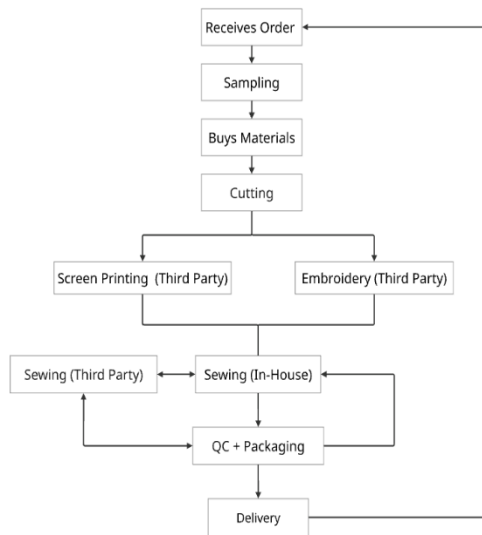 Receives Order
Sampling
Buys Materials
Cutting
Screen Printing (Third Party)
Embroidery (Third Party)
Sewing (Third Party)
Sewing (In-House)
QC + Packaging
Delivery